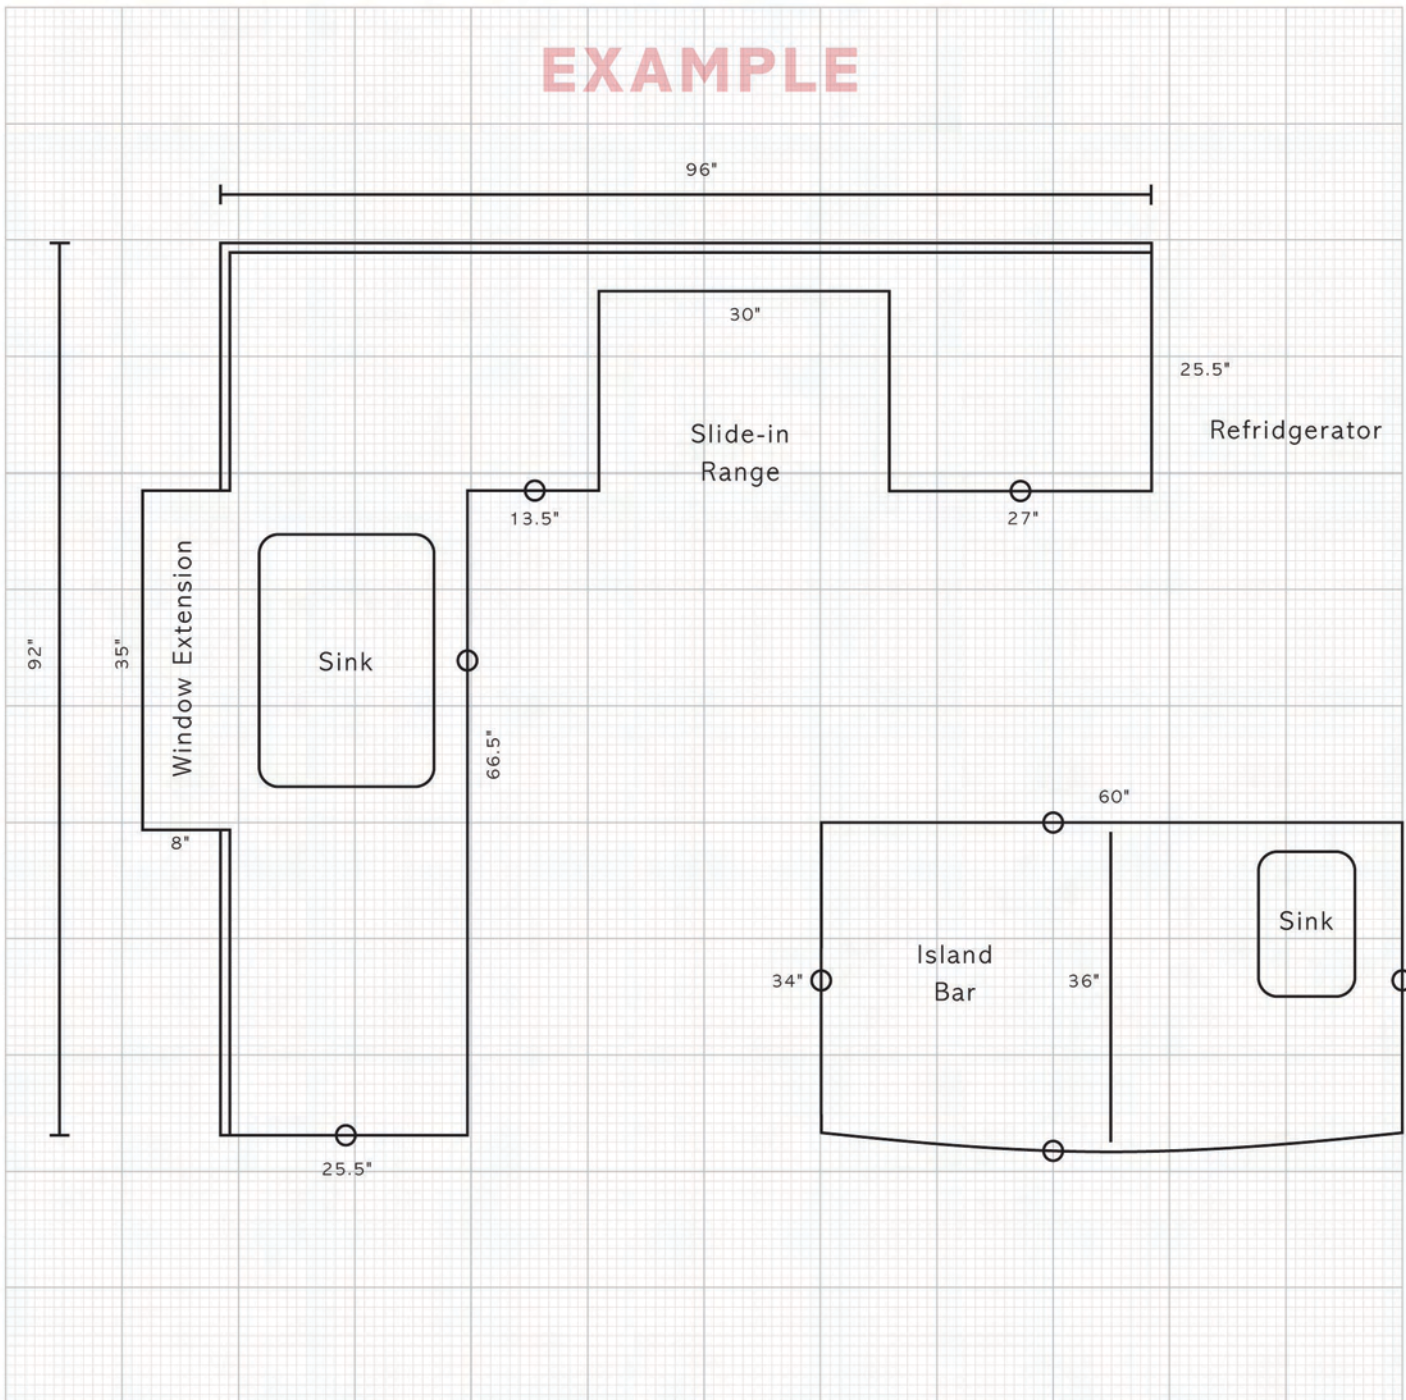 EXAMPLE
96"
30"
25.5"
Slide-in
Range
Refridgerator
13.5"
27"
92"
35"
Window Extension
Sink
66.5"
8"
60"
Sink
Island
Bar
34"
36"
25.5"